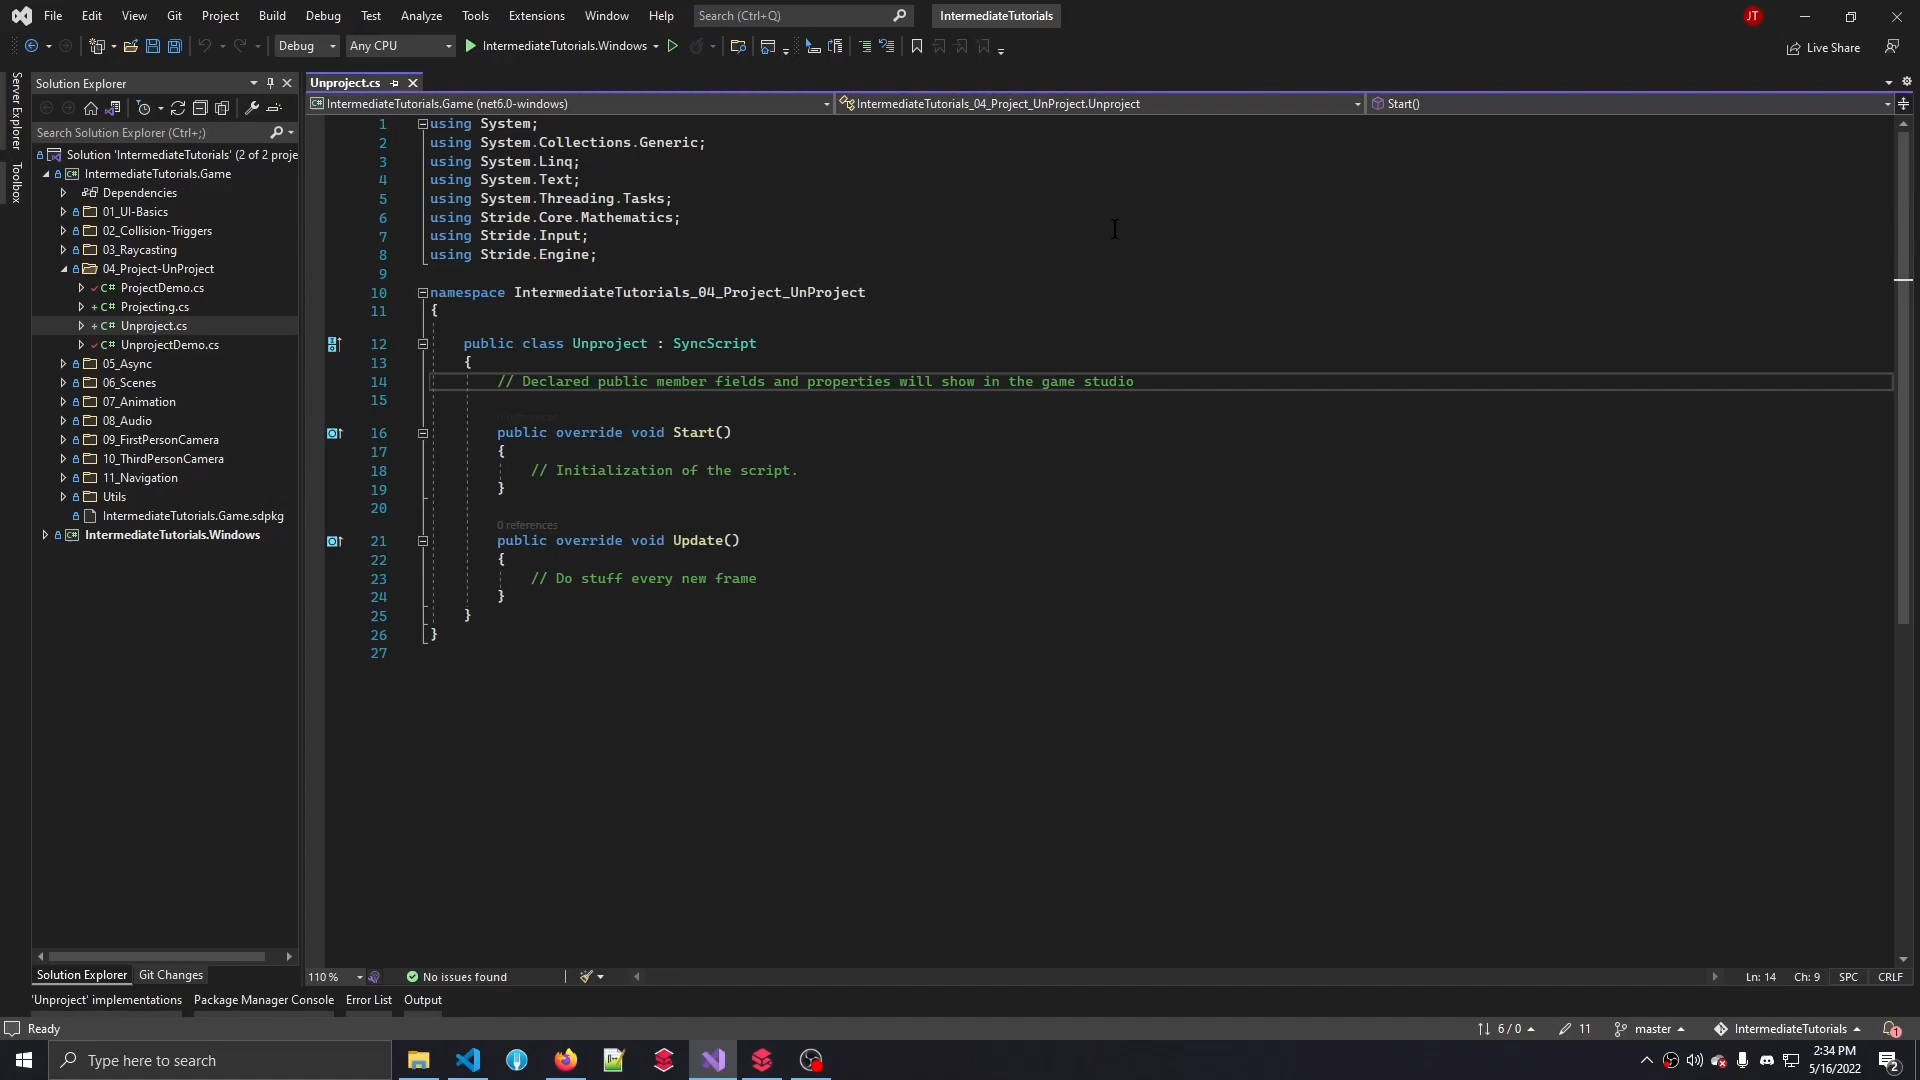 File Edit View Git Project Build Debug Test Analyze Tools Extensions Window Help Search (Ctrl+Q) IntermediateTutorials JT
Debug Any CPU IntermediateTutorials.Windows Live Share
Server Explorer
Toolbox
Solution Explorer
Search Solution Explorer (Ctrl+;)
Solution 'IntermediateTutorials' (2 of 2 proje
IntermediateTutorials.Game
Dependencies
01_UI-Basics
02_Collision-Triggers
03_Raycasting
04_Project-UnProject
C# ProjectDemo.cs
C# Projecting.cs
C# Unproject.cs
C# UnprojectDemo.cs
05_Async
06_Scenes
07_Animation
08_Audio
09_FirstPersonCamera
10_ThirdPersonCamera
11_Navigation
Utils
IntermediateTutorials.Game.sdpkg
IntermediateTutorials.Windows
Solution Explorer Git Changes
Unproject.cs
IntermediateTutorials.Game (net6.0-windows) IntermediateTutorials_04_Project_UnProject.Unproject Start()
1 using System;
2 using System.Collections.Generic;
3 using System.Linq;
4 using System.Text;
5 using System.Threading.Tasks;
6 using Stride.Core.Mathematics;
7 using Stride.Input;
8 using Stride.Engine;
9
10 namespace IntermediateTutorials_04_Project_UnProject
11 {
12 public class Unproject : SyncScript
13 {
14 // Declared public member fields and properties will show in the game studio
15
0 references
16 public override void Start()
17 {
18 // Initialization of the script.
19 }
20
0 references
21 public override void Update()
22 {
23 // Do stuff every new frame
24 }
25 }
26 }
27
110 % No issues found Ln: 14 Ch: 9 SPC CRLF
'Unproject' implementations Package Manager Console Error List Output
Ready 6 / 0 11 master IntermediateTutorials 1
Type here to search 2:34 PM
5/16/2022 2